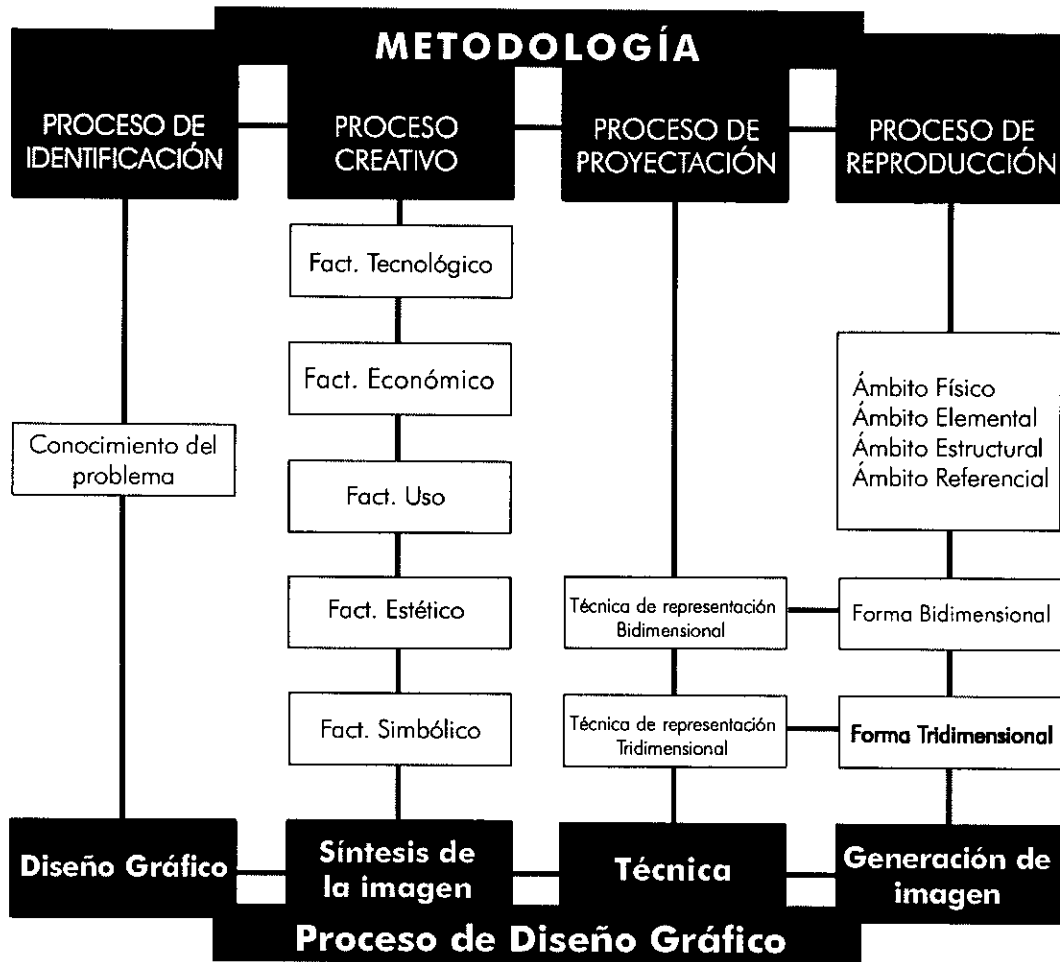 METODOLOGÍA
PROCESO DE
IDENTIFICACIÓN
PROCESO
CREATIVO
PROCESO DE
PROYECTACIÓN
PROCESO DE
REPRODUCCIÓN
Conocimiento del
problema
Fact. Tecnológico
Fact. Económico
Fact. Uso
Fact. Estético
Fact. Simbólico
Técnica de representación
Bidimensional
Técnica de representación
Tridimensional
Ámbito Físico
Ámbito Elemental
Ámbito Estructural
Ámbito Referencial
Forma Bidimensional
Forma Tridimensional
Diseño Gráfico
Síntesis de
la imagen
Técnica
Generación de
imagen
Proceso de Diseño Gráfico